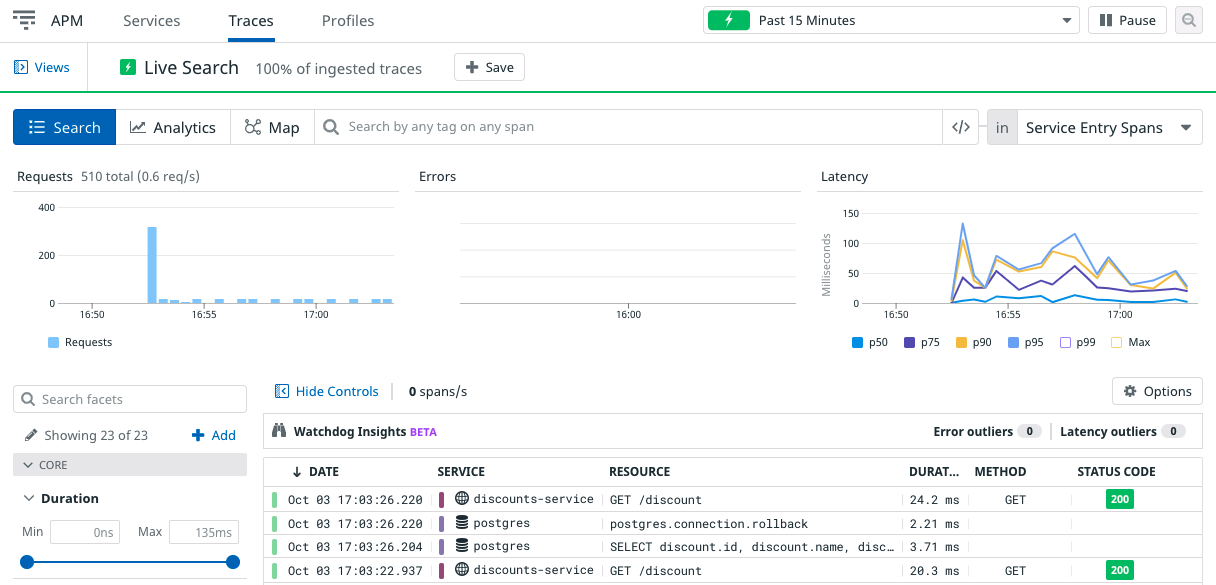 APM Services Traces Profiles Past 15 Minutes Pause
Views Live Search 100% of ingested traces Save
Search Analytics Map Search by any tag on any span </> in Service Entry Spans
Requests 510 total (0.6 req/s) Errors Latency
400
200
0
16:50 16:55 17:00
Requests
16:00
Milliseconds
150
100
50
0
16:50 16:55 17:00
p50 p75 p90 p95 p99 Max
Search facets
Showing 23 of 23 Add
CORE
Duration
Min 0ns Max 135ms
Hide Controls 0 spans/s Options
Watchdog Insights BETA Error outliers 0 Latency outliers 0
DATE SERVICE RESOURCE DURAT... METHOD STATUS CODE
Oct 03 17:03:26.220 discounts-service GET /discount 24.2 ms GET 200
Oct 03 17:03:26.220 postgres postgres.connection.rollback 2.21 ms
Oct 03 17:03:26.204 postgres SELECT discount.id, discount.name, disc... 3.71 ms
Oct 03 17:03:22.937 discounts-service GET /discount 20.3 ms GET 200